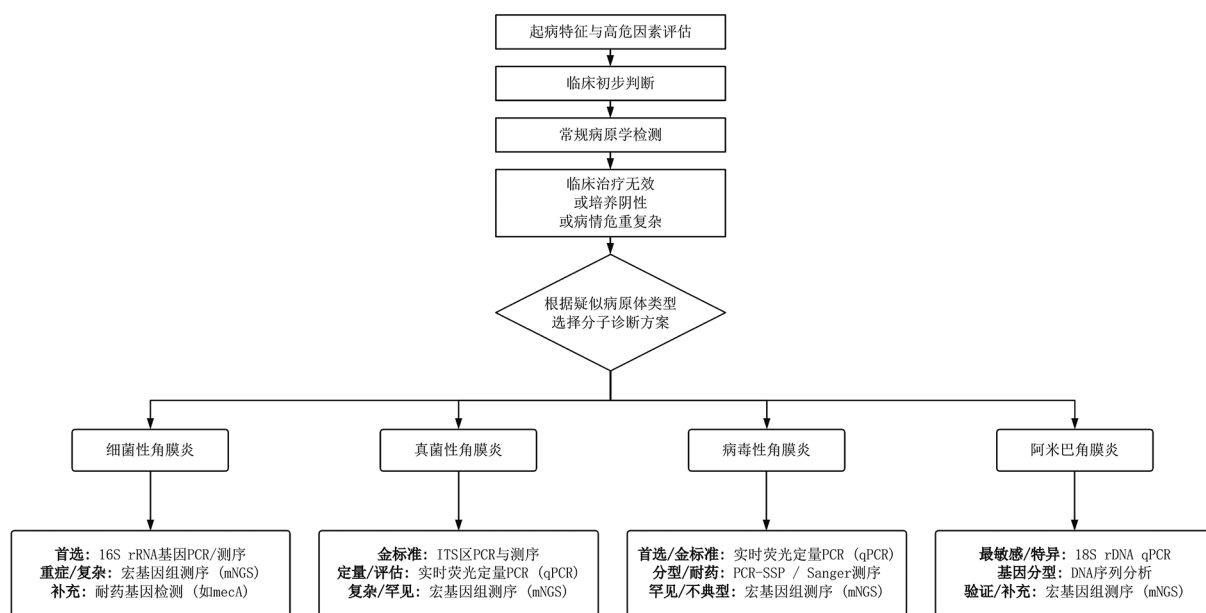 起病特征与高危因素评估
临床初步判断
常规病原学检测
临床治疗无效
或培养阴性
或病情危重复杂
根据疑似病原体类型
选择分子诊断方案
细菌性角膜炎
真菌性角膜炎
病毒性角膜炎
阿米巴角膜炎
首选: 16S rRNA基因PCR/测序
重症/复杂: 宏基因组测序 (mNGS)
补充: 耐药基因检测 (如mecA)
金标准: ITS区PCR与测序
定量/评估: 实时荧光定量PCR (qPCR)
复杂/罕见: 宏基因组测序 (mNGS)
首选/金标准: 实时荧光定量PCR (qPCR)
分型/耐药: PCR-SSP / Sanger测序
罕见/不典型: 宏基因组测序 (mNGS)
最敏感/特异: 18S rDNA qPCR
基因分型: DNA序列分析
验证/补充: 宏基因组测序 (mNGS)